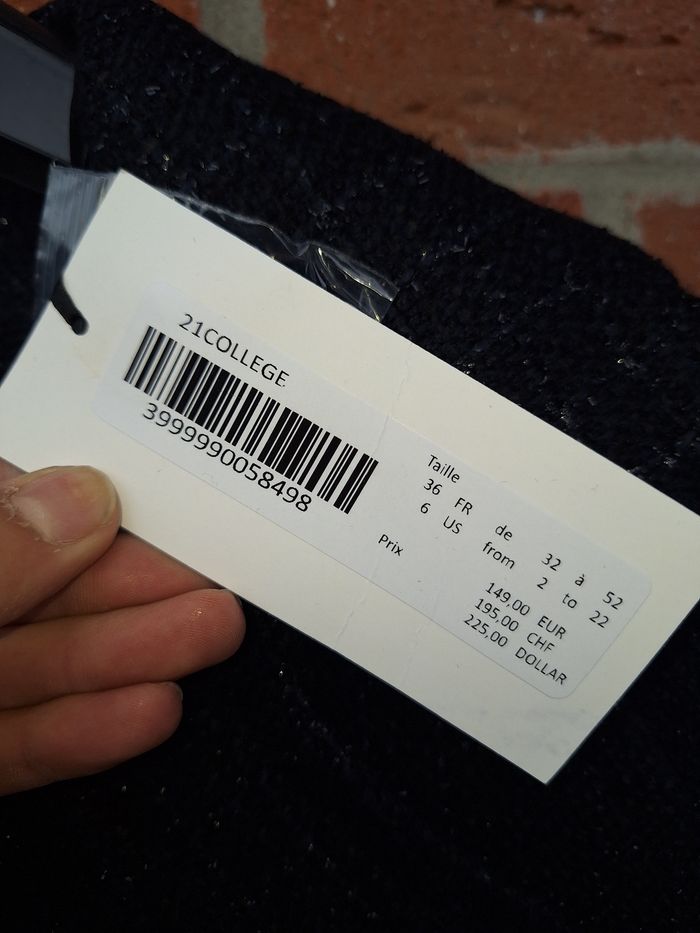 21COLLEGE
3999990058498
Taille
36 FR de 32 à 52
6 US from 2 to 22
Prix
149,00 EUR
195,00 CHF
225,00 DOLLAR